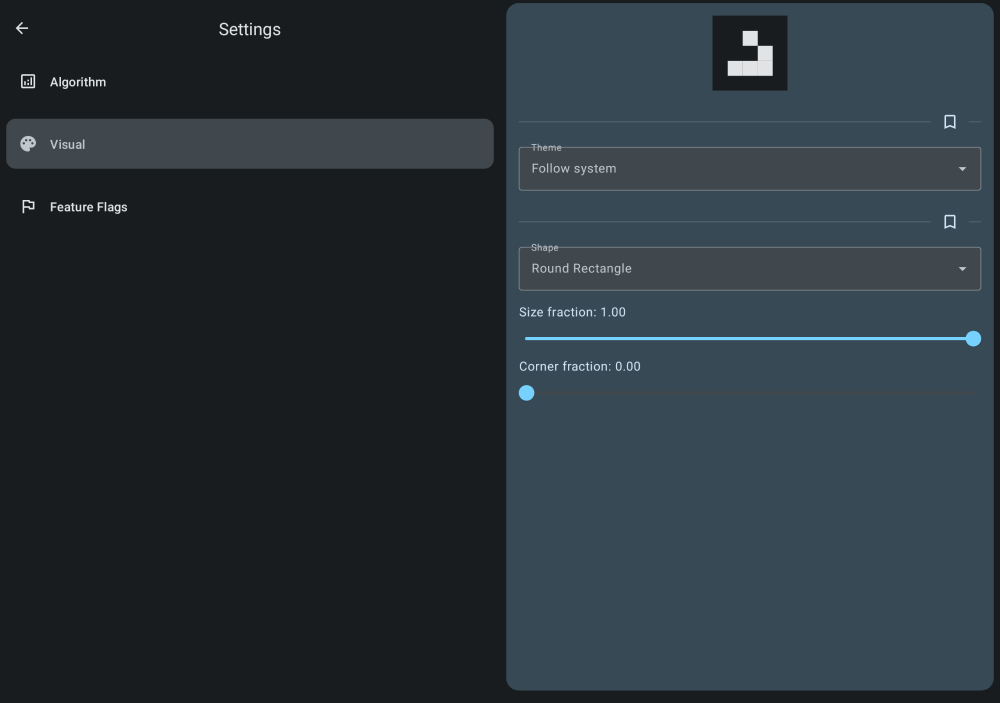 Settings
Algorithm
Visual
Feature Flags
Theme
Follow system
Shape
Round Rectangle
Size fraction: 1.00
Corner fraction: 0.00